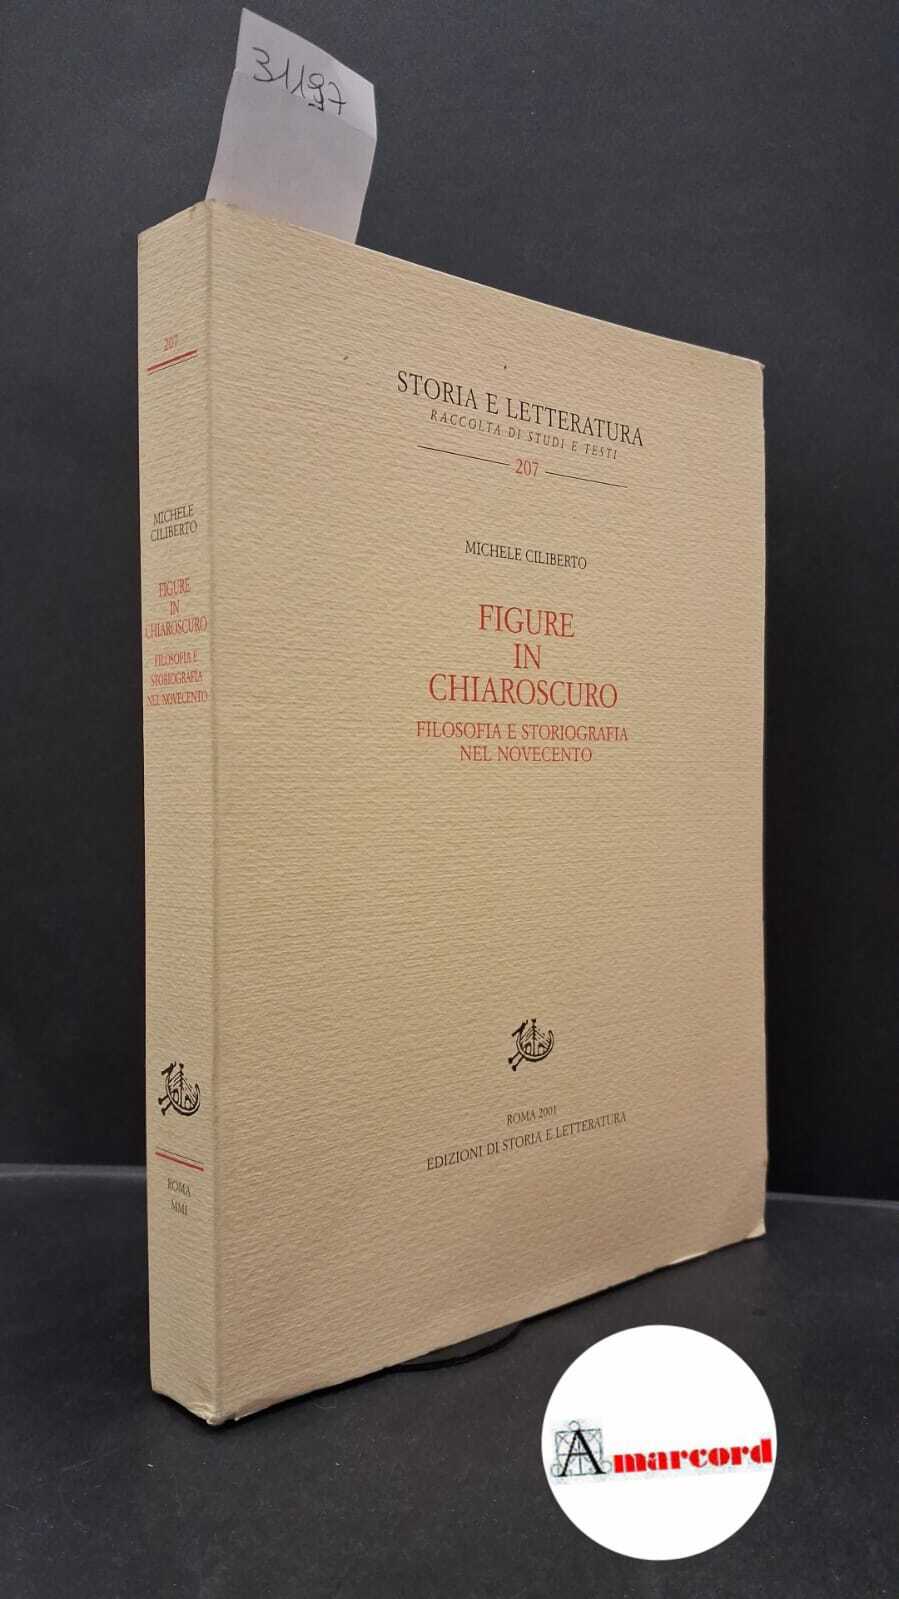 31197
207
MICHELE
CILIBERTO
FIGURE
IN
CHIAROSCURO
FILOSOFIA E
STORIOGRAFIA
NEL NOVECENTO
ROMA
MMI
STORIA E LETTERATURA
RACCOLTA DI STUDI E TESTI
207
MICHELE CILIBERTO
FIGURE
IN
CHIAROSCURO
FILOSOFIA E STORIOGRAFIA
NEL NOVECENTO
ROMA 2001
EDIZIONI DI STORIA E LETTERATURA
Amarcord